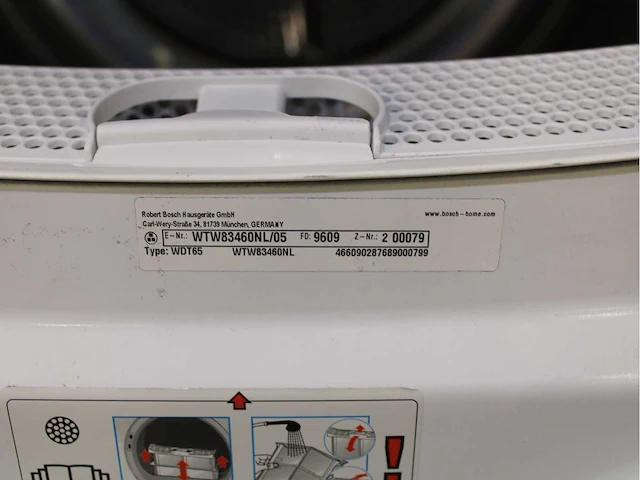 Robert Bosch Hausgeräte GmbH www.bosch-home.com
Carl-Wery-Straße 34, 81739 München, GERMANY
E-Nr.: WTW83460NL/05 FD: 9609 Z-Nr.: 2 00079
Type: WDT65 WTW83460NL 466090287689000799